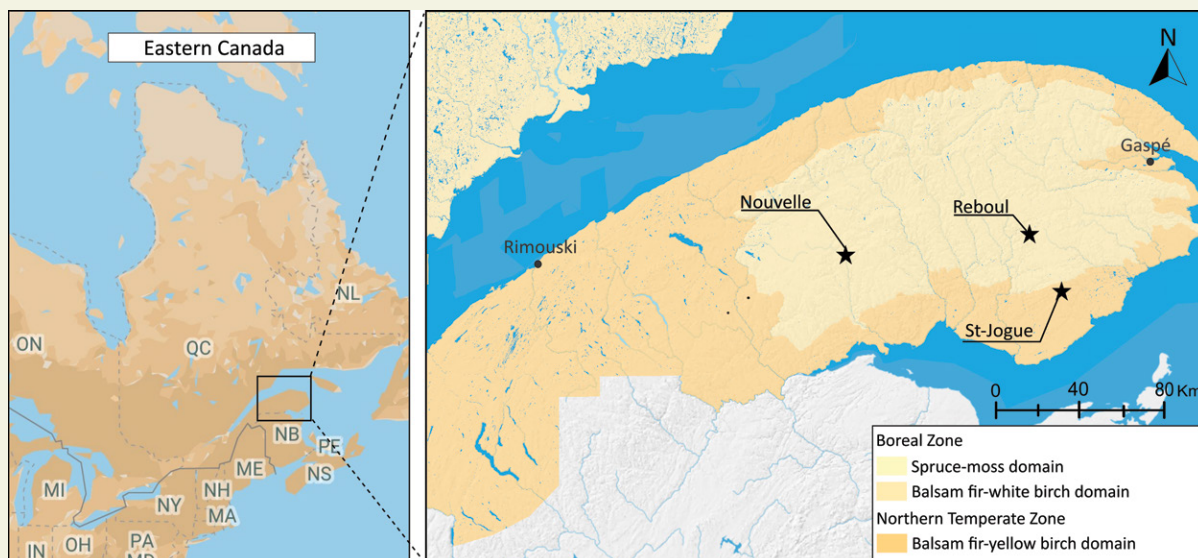 Eastern Canada
NL
ON
QC
NB
PE
ME
NS
MI
NY
NH
MA
IN
OH
PA
N
Gaspé
Nouvelle
Reboul
Rimouski
St-Jogue
0 40 80 Km
Boreal Zone
Spruce-moss domain
Balsam fir-white birch domain
Northern Temperate Zone
Balsam fir-yellow birch domain